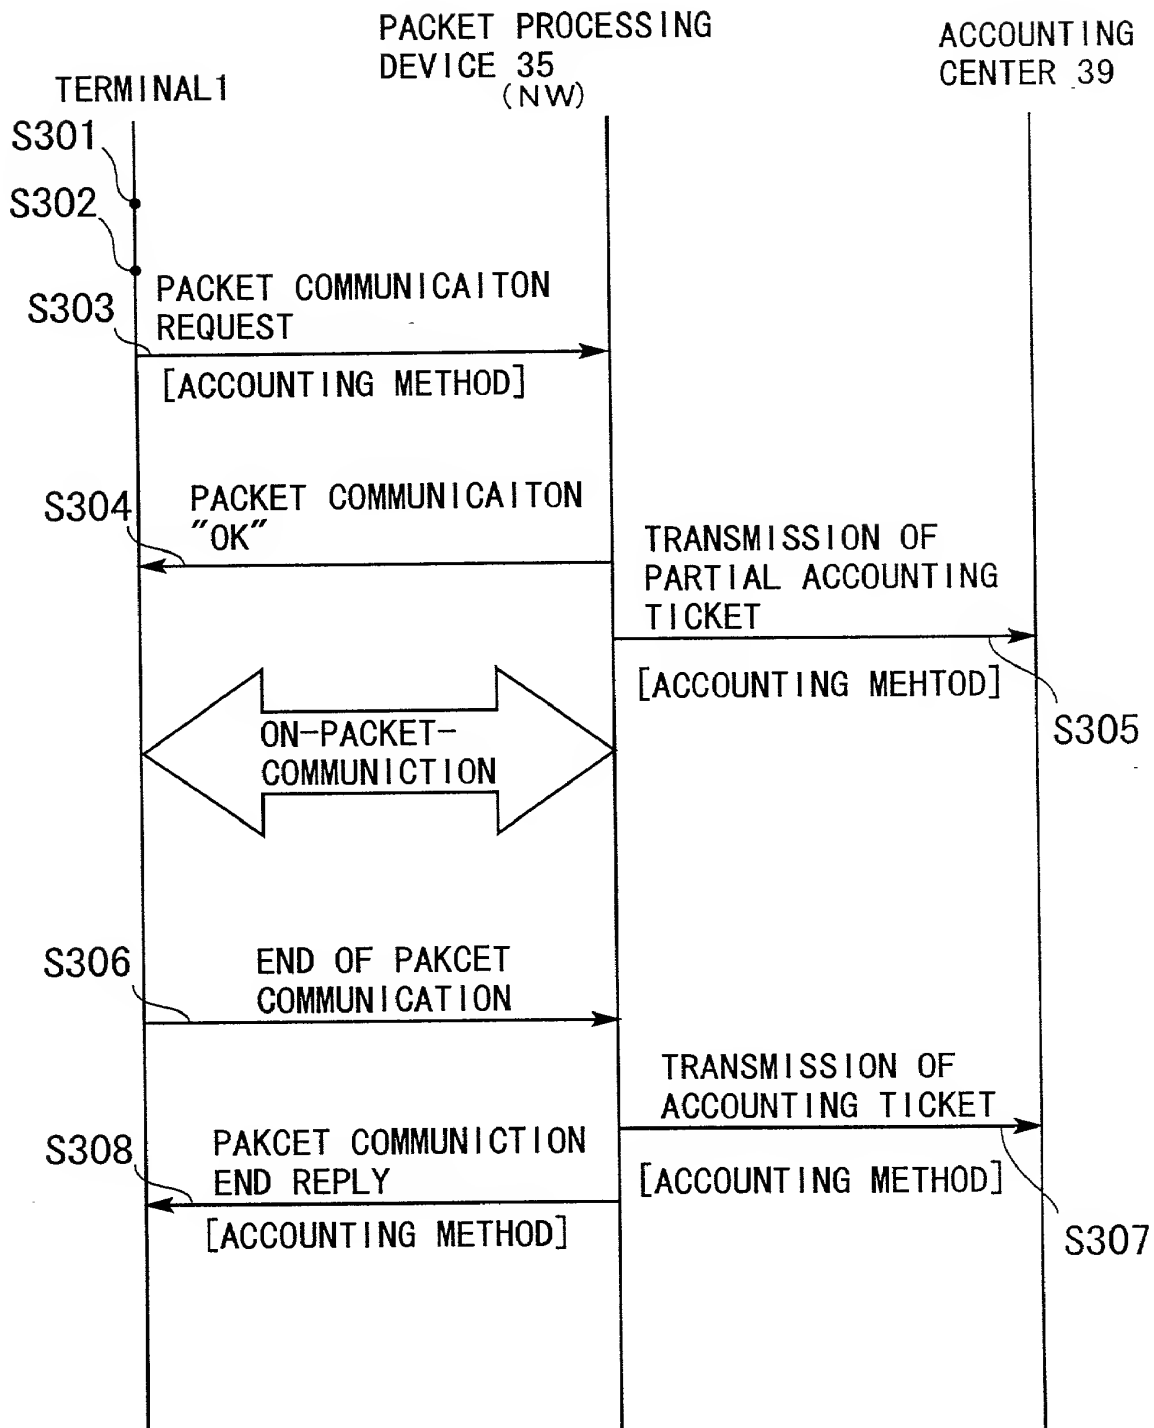 PACKET PROCESSING
DEVICE 35
(NW)
ACCOUNTING
CENTER 39
TERMINAL1
S301
S302
S303
PACKET COMMUNICAITON
REQUEST
[ACCOUNTING METHOD]
S304
PACKET COMMUNICAITON
"OK"
TRANSMISSION OF
PARTIAL ACCOUNTING
TICKET
[ACCOUNTING MEHTOD]
S305
ON-PACKET-
COMMUNICTION
S306
END OF PAKCET
COMMUNICATION
TRANSMISSION OF
ACCOUNTING TICKET
[ACCOUNTING METHOD]
S307
S308
PAKCET COMMUNICTION
END REPLY
[ACCOUNTING METHOD]